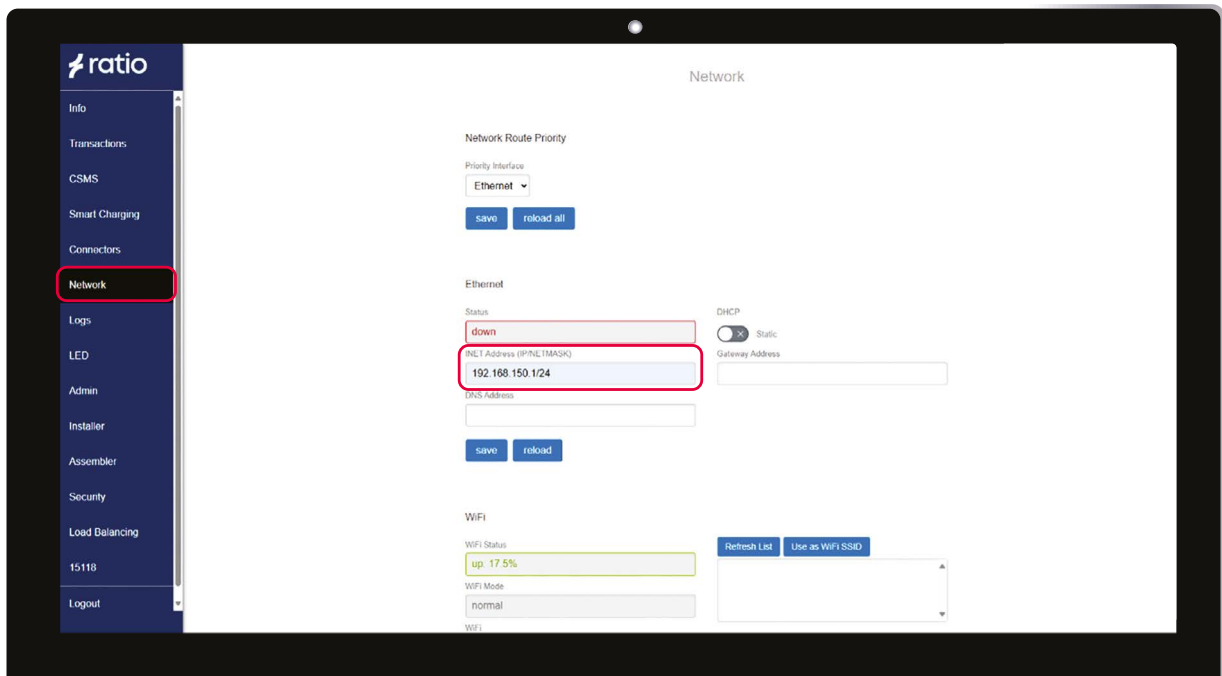 ratio
Info
Transactions
CSMS
Smart Charging
Connectors
Network
Logs
LED
Admin
Installer
Assembler
Security
Load Balancing
15118
Logout
Network
Network Route Priority
Priority Interface
Ethernet
save reload all
Ethernet
Status DHCP
down Static
INET Address (IP/NETMASK) Gateway Address
192.168.150.1/24
DNS Address
save reload
WiFi
WiFi Status Refresh List Use as WiFi SSID
up: 17.5%
WiFi Mode
normal
WiFi